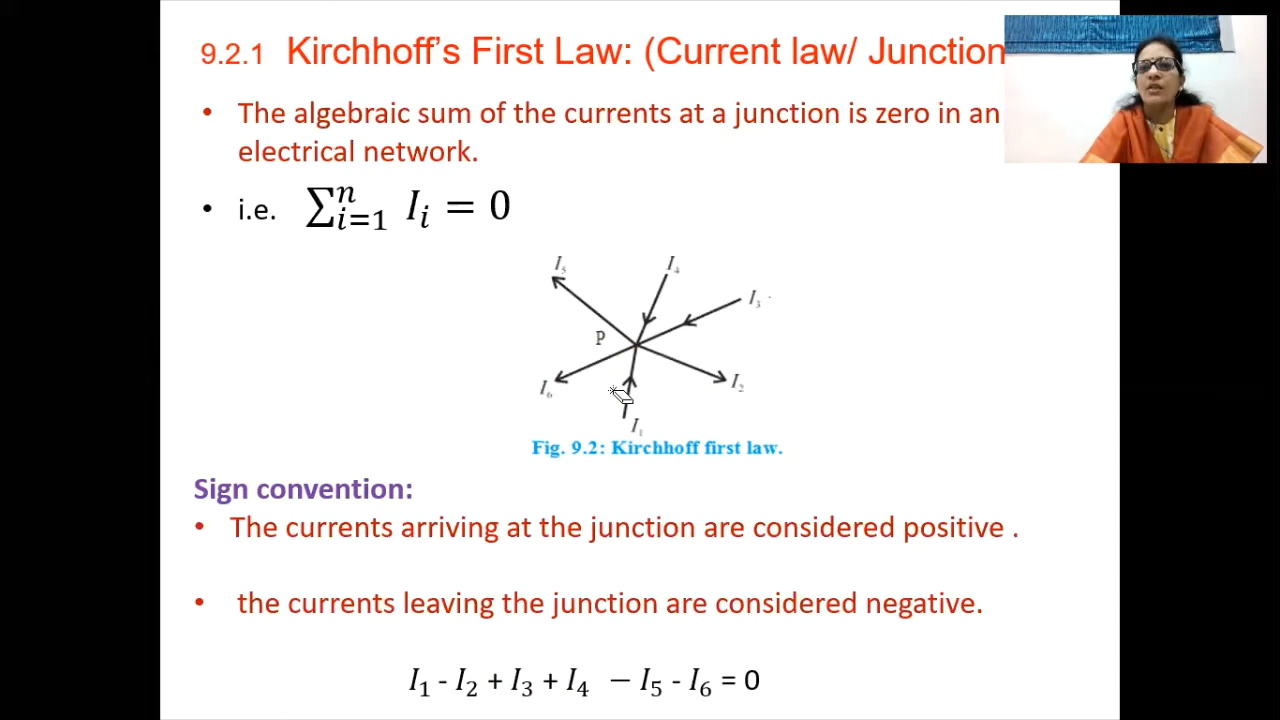 9.2.1 Kirchhoff's First Law: (Current law/ Junction
• The algebraic sum of the currents at a junction is zero in an
electrical network.
• i.e. ∑ⁿᵢ₌₁ Iᵢ = 0
I₅
I₄
I₃
P
I₆
I₂
I₁
Fig. 9.2: Kirchhoff first law.
Sign convention:
• The currents arriving at the junction are considered positive .
• the currents leaving the junction are considered negative.
I₁ - I₂ + I₃ + I₄ − I₅ - I₆ = 0